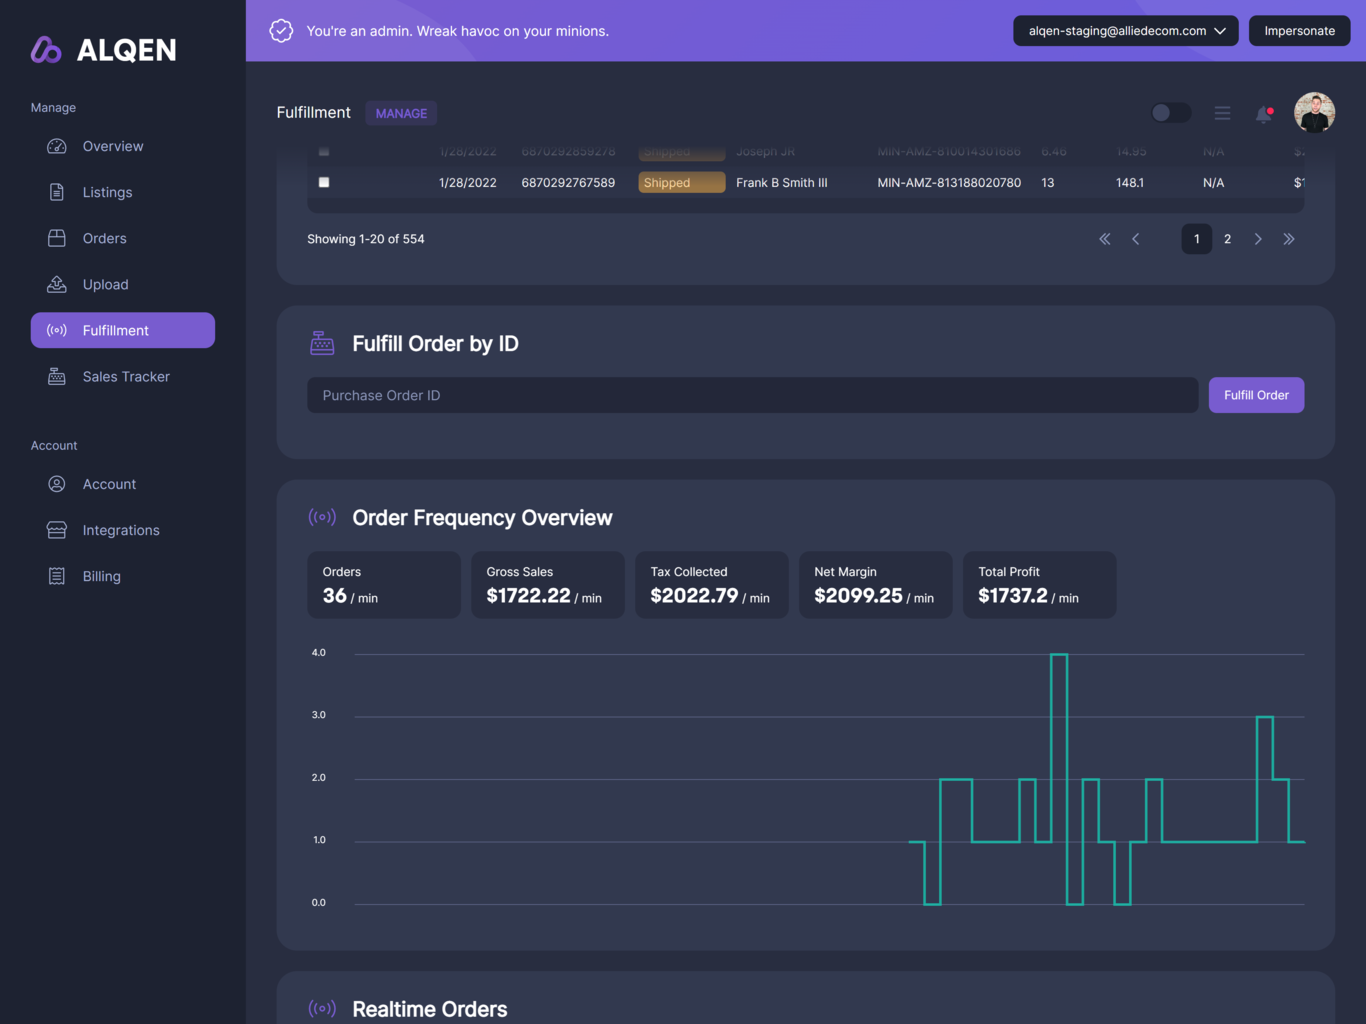 ALQEN
You're an admin. Wreak havoc on your minions.
alqen-staging@alliedecom.com
Impersonate
Manage
Overview
Listings
Orders
Upload
Fulfillment
Sales Tracker
Account
Account
Integrations
Billing
Fulfillment MANAGE
1/28/2022 6870292859278 Shipped Joseph JR MIN-AMZ-810014301686 6.46 14.95 N/A
1/28/2022 6870292767589 Shipped Frank B Smith III MIN-AMZ-813188020780 13 148.1 N/A $1
Showing 1-20 of 554
1 2
Fulfill Order by ID
Purchase Order ID
Fulfill Order
Order Frequency Overview
Orders
36 / min
Gross Sales
$1722.22 / min
Tax Collected
$2022.79 / min
Net Margin
$2099.25 / min
Total Profit
$1737.2 / min
4.0
3.0
2.0
1.0
0.0
Realtime Orders